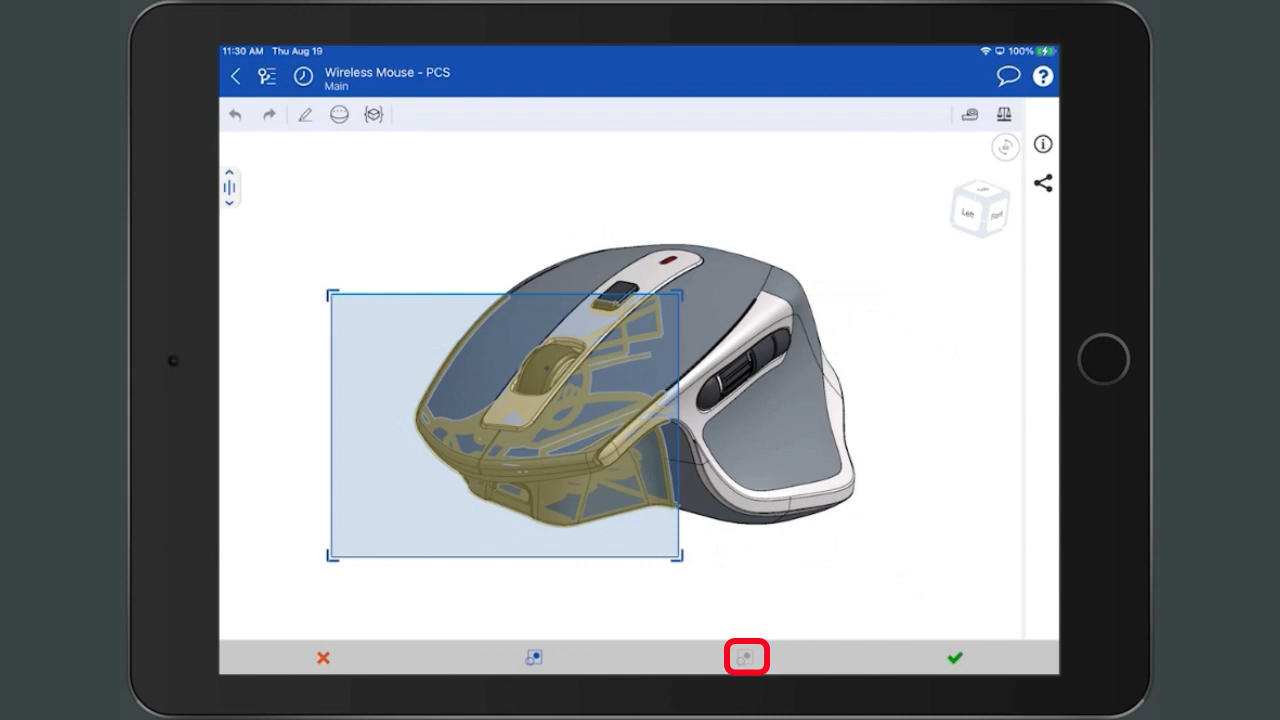 11:30 AM Thu Aug 19
100%
Wireless Mouse - PCS
Main
Left
Front